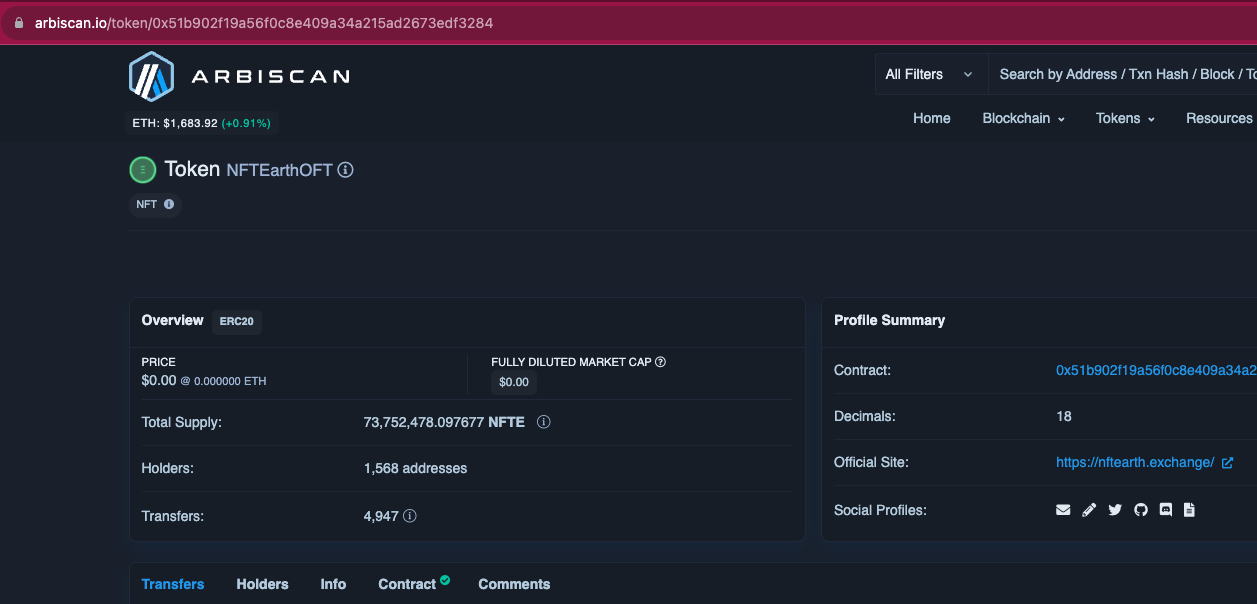 arbiscan.io/token/0x51b902f19a56f0c8e409a34a215ad2673edf3284
ARBISCAN
All Filters
Search by Address / Txn Hash / Block / To
ETH: $1,683.92 (+0.91%)
Home Blockchain Tokens Resources
Token NFTEarthOFT
NFT
Overview ERC20
PRICE
$0.00 @ 0.000000 ETH
FULLY DILUTED MARKET CAP
$0.00
Total Supply: 73,752,478.097677 NFTE
Holders: 1,568 addresses
Transfers: 4,947
Profile Summary
Contract: 0x51b902f19a56f0c8e409a34a2
Decimals: 18
Official Site: https://nftearth.exchange/
Social Profiles:
Transfers Holders Info Contract Comments